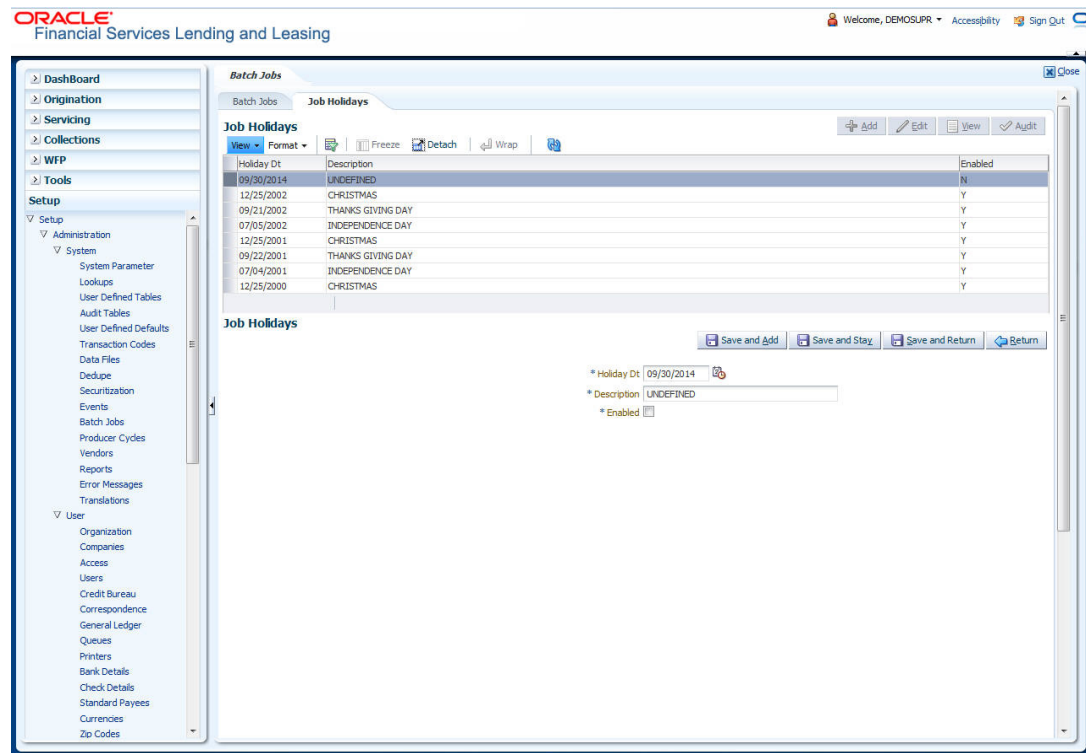 ORACLE®
Financial Services Lending and Leasing
Welcome, DEMOSUPR Accessibility Sign Out
DashBoard
Origination
Servicing
Collections
WFP
Tools
Setup
Setup
Administration
System
System Parameter
Lookups
User Defined Tables
Audit Tables
User Defined Defaults
Transaction Codes
Data Files
Dedupe
Securitization
Events
Batch Jobs
Producer Cycles
Vendors
Reports
Error Messages
Translations
User
Organization
Companies
Access
Users
Credit Bureau
Correspondence
General Ledger
Queues
Printers
Bank Details
Check Details
Standard Payees
Currencies
Zip Codes
Batch Jobs
Close
Batch Jobs Job Holidays
Job Holidays
Add Edit View Audit
View Format Freeze Detach Wrap
Holiday Dt Description Enabled
09/30/2014 UNDEFINED N
12/25/2002 CHRISTMAS Y
09/21/2002 THANKS GIVING DAY Y
07/05/2002 INDEPENDENCE DAY Y
12/25/2001 CHRISTMAS Y
09/22/2001 THANKS GIVING DAY Y
07/04/2001 INDEPENDENCE DAY Y
12/25/2000 CHRISTMAS Y
Job Holidays
Save and Add Save and Stay Save and Return Return
* Holiday Dt 09/30/2014
* Description UNDEFINED
* Enabled